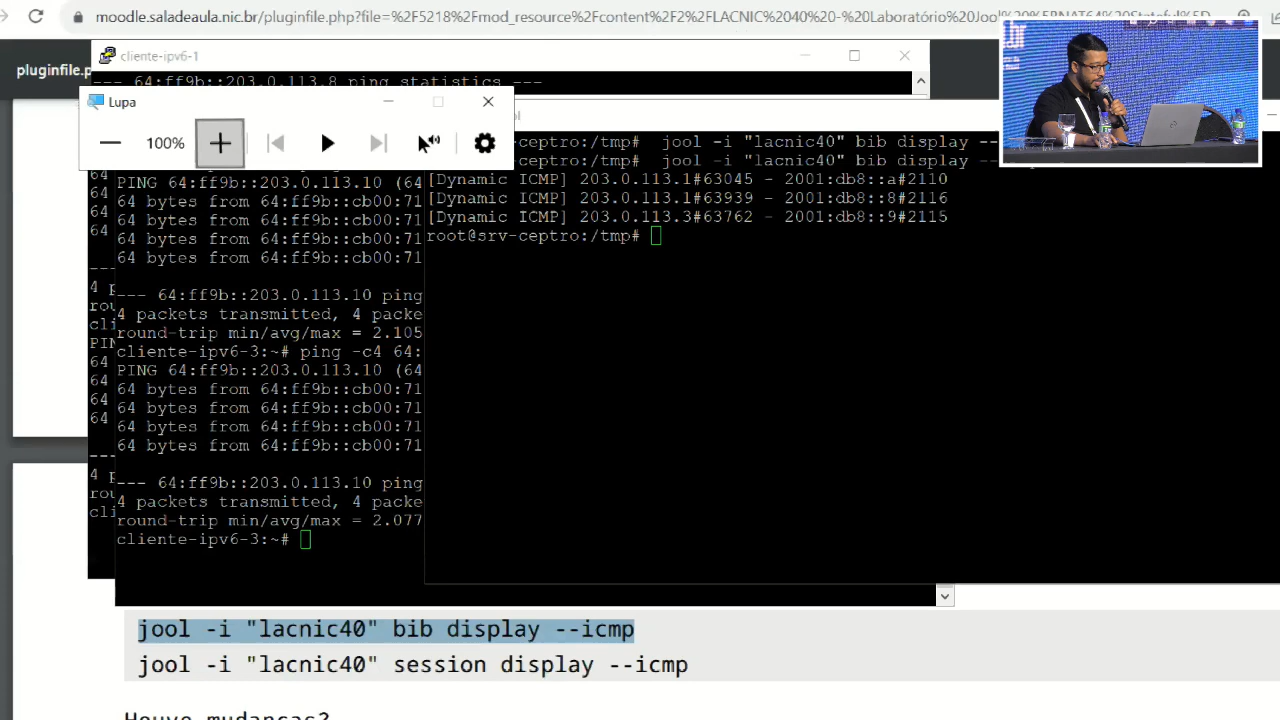 moodle.saladeaula.nic.br/pluginfile.php?file=%2F5218%2Fmod_resource%2Fcontent%2F2%2FLACNIC%2040%20-%20Laboratório%20Jool%20%
pluginfile.p
cliente-ipv6-1
--- 64:ff9b::203.0.113.8 ping statistics ---
Lupa
100%
64
64
64
64
PING 64:ff9b::203.0.113.10 (64
64 bytes from 64:ff9b::cb00:71
64 bytes from 64:ff9b::cb00:71
64 bytes from 64:ff9b::cb00:71
64 bytes from 64:ff9b::cb00:71
--- 64:ff9b::203.0.113.10 ping
4 packets transmitted, 4 packe
round-trip min/avg/max = 2.105
cliente-ipv6-3:~# ping -c4 64:
PING 64:ff9b::203.0.113.10 (64
64 bytes from 64:ff9b::cb00:71
64 bytes from 64:ff9b::cb00:71
64 bytes from 64:ff9b::cb00:71
64 bytes from 64:ff9b::cb00:71
--- 64:ff9b::203.0.113.10 ping
4 packets transmitted, 4 packe
round-trip min/avg/max = 2.077
cliente-ipv6-3:~#
-ceptro:/tmp# jool -i "lacnic40" bib display --
-ceptro:/tmp# jool -i "lacnic40" bib display --
[Dynamic ICMP] 203.0.113.1#63045 - 2001:db8::a#2110
[Dynamic ICMP] 203.0.113.1#63939 - 2001:db8::8#2116
[Dynamic ICMP] 203.0.113.3#63762 - 2001:db8::9#2115
root@srv-ceptro:/tmp#
jool -i "lacnic40" bib display --icmp
jool -i "lacnic40" session display --icmp
Houve mudanças?